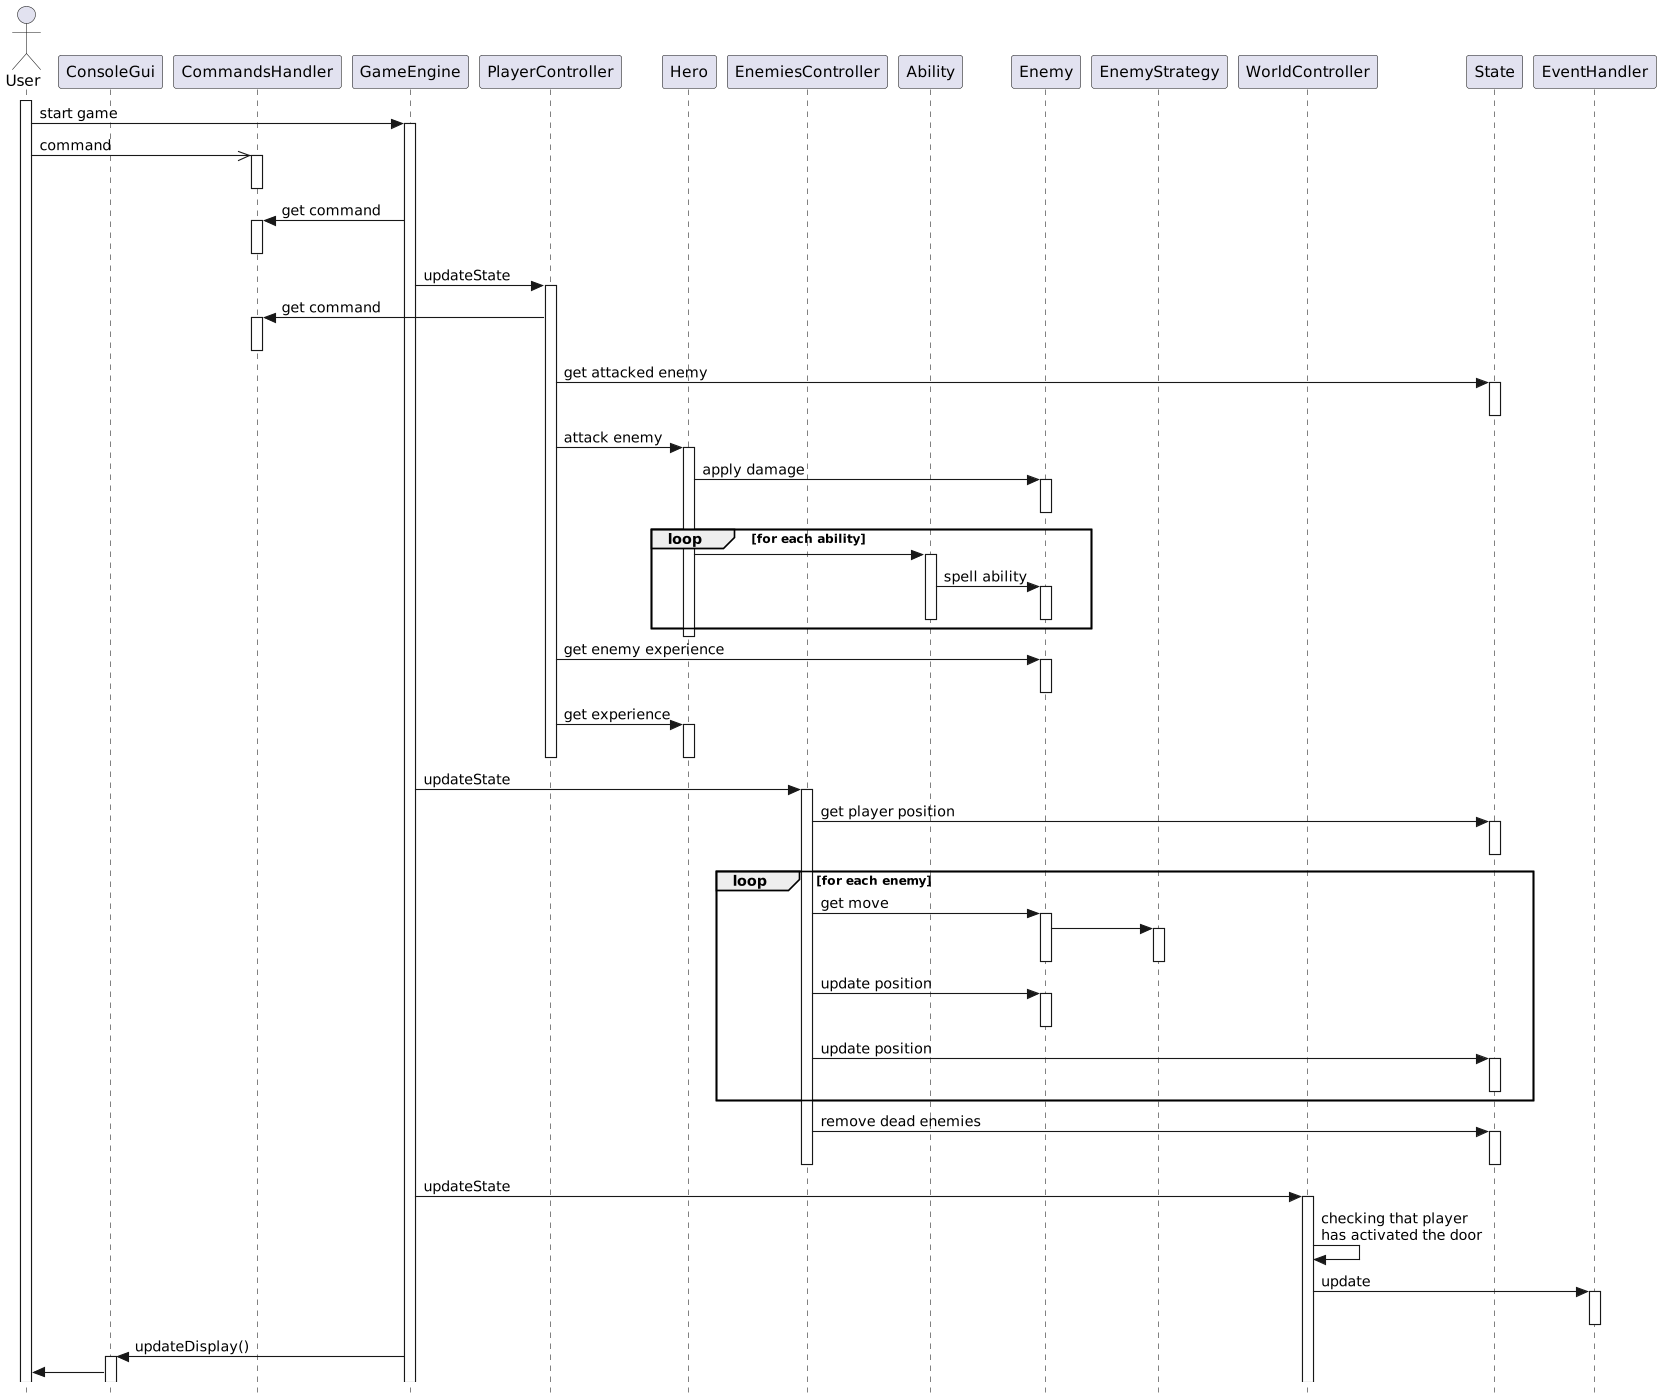 User
ConsoleGui
CommandsHandler
GameEngine
PlayerController
Hero
EnemiesController
Ability
Enemy
EnemyStrategy
WorldController
State
EventHandler
start game
command
get command
updateState
get command
get attacked enemy
attack enemy
apply damage
loop
[for each ability]
spell ability
get enemy experience
get experience
updateState
get player position
loop
[for each enemy]
get move
update position
update position
remove dead enemies
updateState
checking that player
has activated the door
update
updateDisplay()